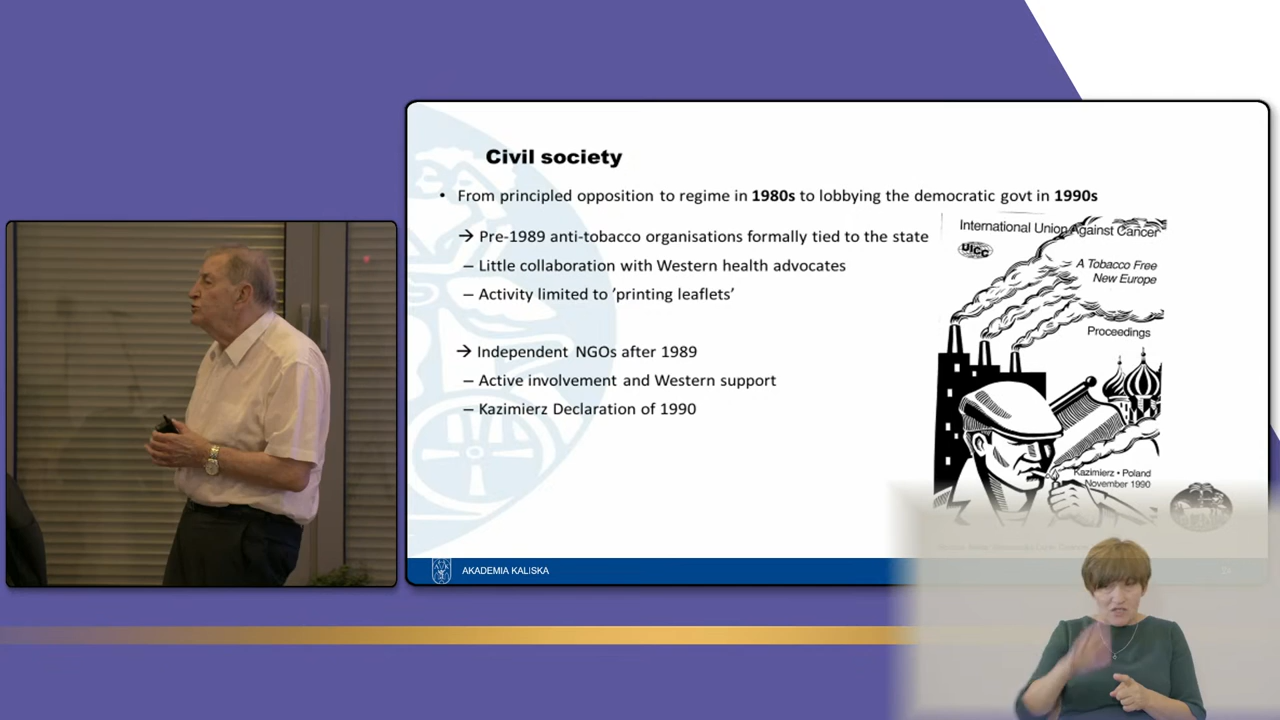 Civil society
• From principled opposition to regime in 1980s to lobbying the democratic govt in 1990s
→ Pre-1989 anti-tobacco organisations formally tied to the state
– Little collaboration with Western health advocates
– Activity limited to ‘printing leaflets’
→ Independent NGOs after 1989
– Active involvement and Western support
– Kazimierz Declaration of 1990
International Union Against Cancer
UICC
A Tobacco Free
New Europe
Proceedings
Kazimierz • Poland
November 1990
AKADEMIA KALISKA